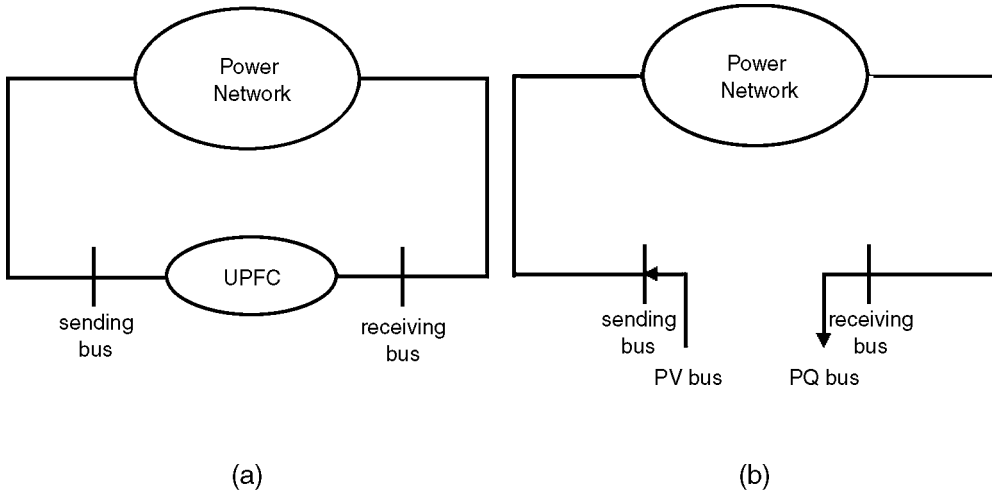 Power
Network
UPFC
sending
bus
receiving
bus
(a)
Power
Network
sending
bus
receiving
bus
PV bus
PQ bus
(b)